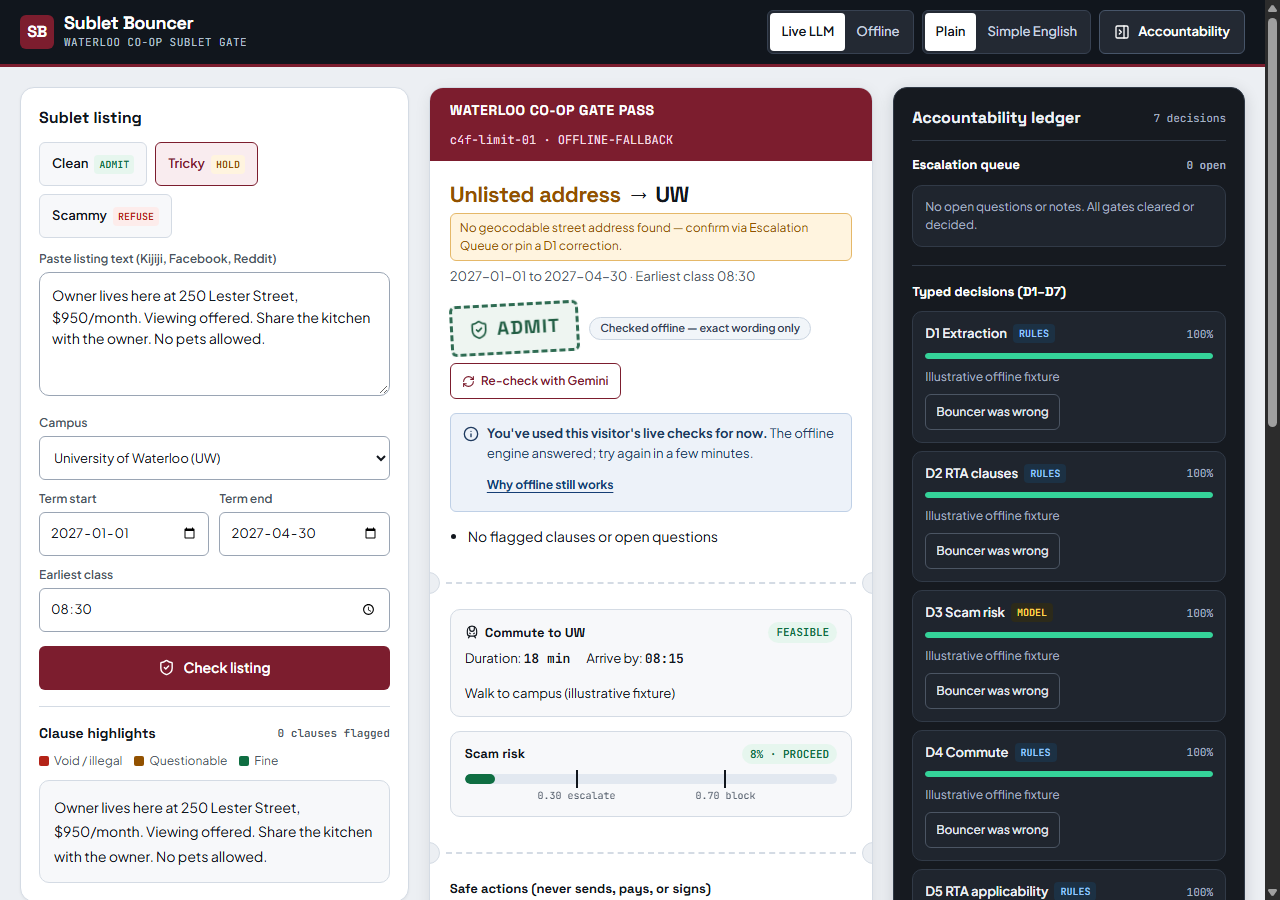 SB
Sublet Bouncer
WATERLOO CO-OP SUBLET GATE
Live LLM
Offline
Plain
Simple English
Accountability
Sublet listing
Clean ADMIT
Tricky HOLD
Scammy REFUSE
Paste listing text (Kijiji, Facebook, Reddit)
Owner lives here at 250 Lester Street,
$950/month. Viewing offered. Share the kitchen
with the owner. No pets allowed.
Campus
University of Waterloo (UW)
Term start
Term end
2027-01-01
2027-04-30
Earliest class
08:30
Check listing
Clause highlights
0 clauses flagged
Void / illegal
Questionable
Fine
Owner lives here at 250 Lester Street,
$950/month. Viewing offered. Share the kitchen
with the owner. No pets allowed.
WATERLOO CO-OP GATE PASS
c4f-limit-01 · OFFLINE-FALLBACK
Unlisted address → UW
No geocodable street address found — confirm via Escalation
Queue or pin a D1 correction.
2027-01-01 to 2027-04-30 · Earliest class 08:30
ADMIT
Checked offline — exact wording only
Re-check with Gemini
You've used this visitor's live checks for now. The offline
engine answered; try again in a few minutes.
Why offline still works
• No flagged clauses or open questions
Commute to UW
FEASIBLE
Duration: 18 min Arrive by: 08:15
Walk to campus (illustrative fixture)
Scam risk
8% · PROCEED
0.30 escalate
0.70 block
Safe actions (never sends, pays, or signs)
Accountability ledger
7 decisions
Escalation queue
0 open
No open questions or notes. All gates cleared or
decided.
Typed decisions (D1–D7)
D1 Extraction RULES 100%
Illustrative offline fixture
Bouncer was wrong
D2 RTA clauses RULES 100%
Illustrative offline fixture
Bouncer was wrong
D3 Scam risk MODEL 100%
Illustrative offline fixture
Bouncer was wrong
D4 Commute RULES 100%
Illustrative offline fixture
Bouncer was wrong
D5 RTA applicability RULES 100%